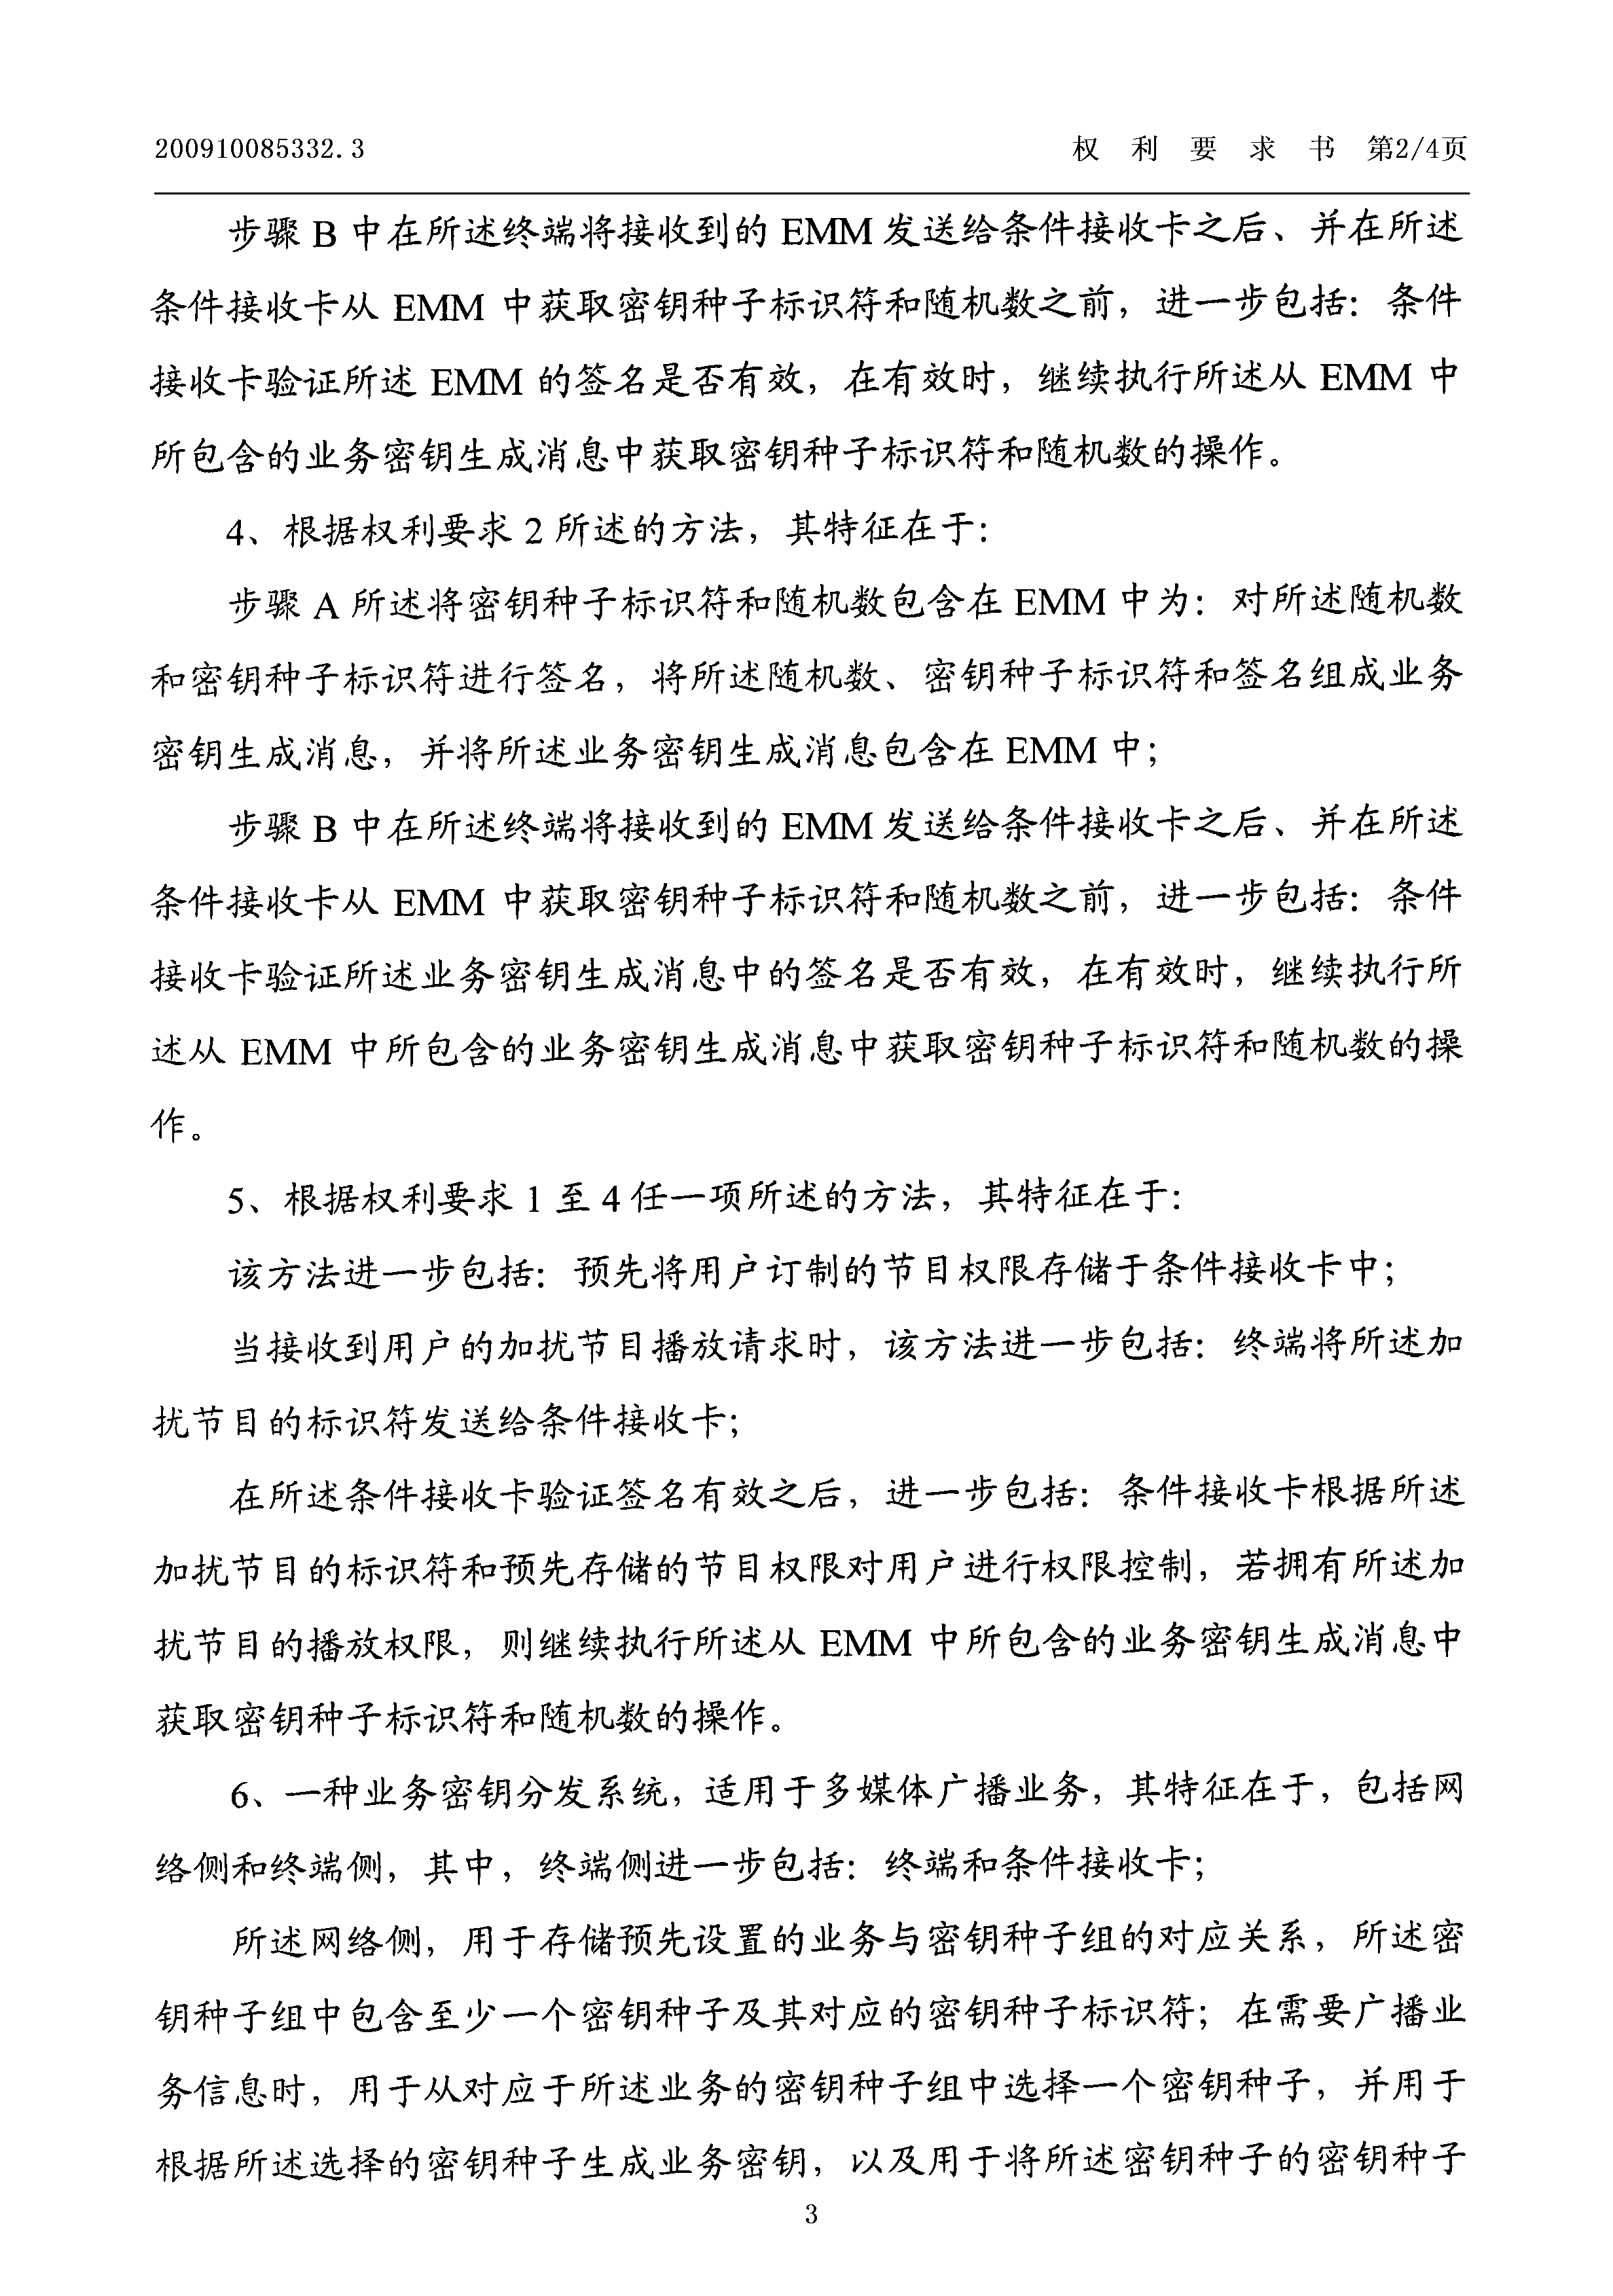 200910085332.3
权 利 要 求 书 第2/4页
步骤 B 中在所述终端将接收到的 EMM 发送给条件接收卡之后、并在所述
条件接收卡从 EMM 中获取密钥种子标识符和随机数之前，进一步包括：条件
接收卡验证所述 EMM 的签名是否有效，在有效时，继续执行所述从 EMM 中
所包含的业务密钥生成消息中获取密钥种子标识符和随机数的操作。
4、根据权利要求 2 所述的方法，其特征在于：
步骤 A 所述将密钥种子标识符和随机数包含在 EMM 中为：对所述随机数
和密钥种子标识符进行签名，将所述随机数、密钥种子标识符和签名组成业务
密钥生成消息，并将所述业务密钥生成消息包含在 EMM 中；
步骤 B 中在所述终端将接收到的 EMM 发送给条件接收卡之后、并在所述
条件接收卡从 EMM 中获取密钥种子标识符和随机数之前，进一步包括：条件
接收卡验证所述业务密钥生成消息中的签名是否有效，在有效时，继续执行所
述从 EMM 中所包含的业务密钥生成消息中获取密钥种子标识符和随机数的操
作。
5、根据权利要求 1 至 4 任一项所述的方法，其特征在于：
该方法进一步包括：预先将用户订制的节目权限存储于条件接收卡中；
当接收到用户的加扰节目播放请求时，该方法进一步包括：终端将所述加
扰节目的标识符发送给条件接收卡；
在所述条件接收卡验证签名有效之后，进一步包括：条件接收卡根据所述
加扰节目的标识符和预先存储的节目权限对用户进行权限控制，若拥有所述加
扰节目的播放权限，则继续执行所述从 EMM 中所包含的业务密钥生成消息中
获取密钥种子标识符和随机数的操作。
6、一种业务密钥分发系统，适用于多媒体广播业务，其特征在于，包括网
络侧和终端侧，其中，终端侧进一步包括：终端和条件接收卡；
所述网络侧，用于存储预先设置的业务与密钥种子组的对应关系，所述密
钥种子组中包含至少一个密钥种子及其对应的密钥种子标识符；在需要广播业
务信息时，用于从对应于所述业务的密钥种子组中选择一个密钥种子，并用于
根据所述选择的密钥种子生成业务密钥，以及用于将所述密钥种子的密钥种子
3